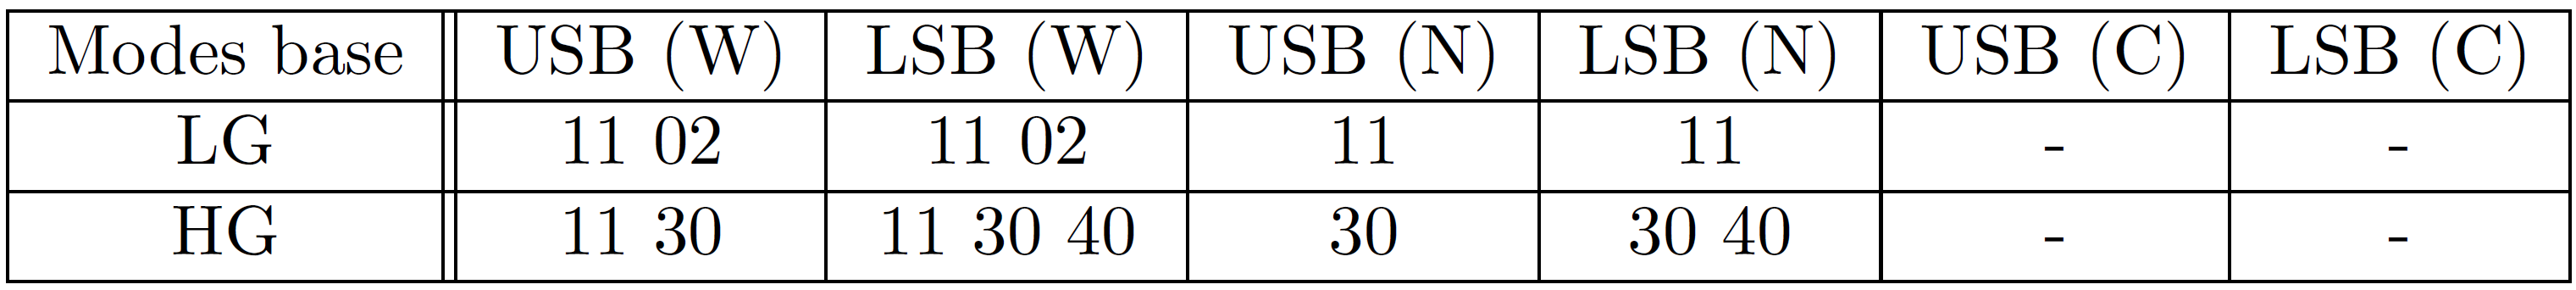 Modes base USB (W) LSB (W) USB (N) LSB (N) USB (C) LSB (C)
LG 11 02 11 02 11 11 - -
HG 11 30 11 30 40 30 30 40 - -